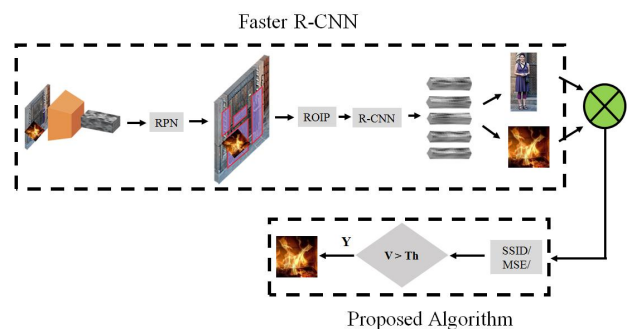 Faster R-CNN
RPN
ROIP
R-CNN
Y
V > Th
SSID/
MSE/
Proposed Algorithm